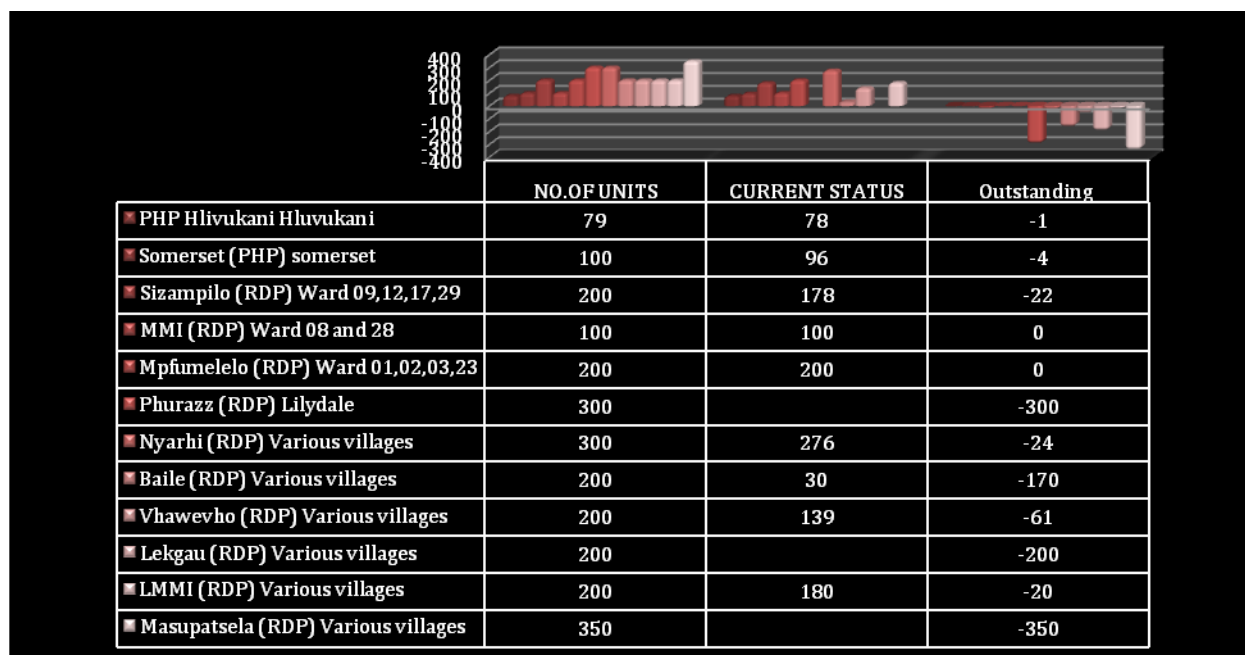 400
300
200
100
0
-100
-200
-300
-400
NO.OF UNITS CURRENT STATUS Outstanding
PHP Hlivukani Hluvukani 79 78 -1
Somerset (PHP) somerset 100 96 -4
Sizampilo (RDP) Ward 09,12,17,29 200 178 -22
MMI (RDP) Ward 08 and 28 100 100 0
Mpfumelelo (RDP) Ward 01,02,03,23 200 200 0
Phurazz (RDP) Lilydale 300 -300
Nyarhi (RDP) Various villages 300 276 -24
Baile (RDP) Various villages 200 30 -170
Vhawevho (RDP) Various villages 200 139 -61
Lekgau (RDP) Various villages 200 -200
LMMI (RDP) Various villages 200 180 -20
Masupatsela (RDP) Various villages 350 -350